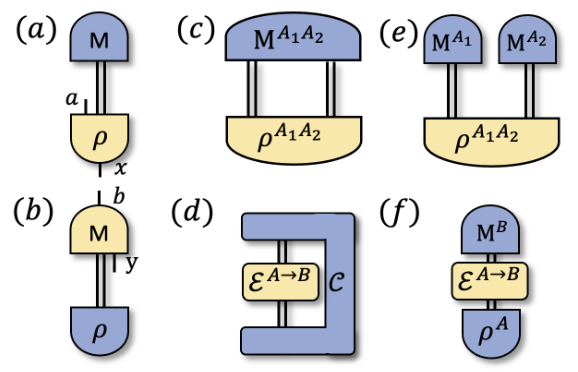 (a)
M
a
ρ
x
(b)
b
M
y
ρ
(c)
M^{A_1A_2}
ρ^{A_1A_2}
(d)
ℰ^{A→B}
𝒞
(e)
M^{A_1}
M^{A_2}
ρ^{A_1A_2}
(f)
M^B
ℰ^{A→B}
ρ^A